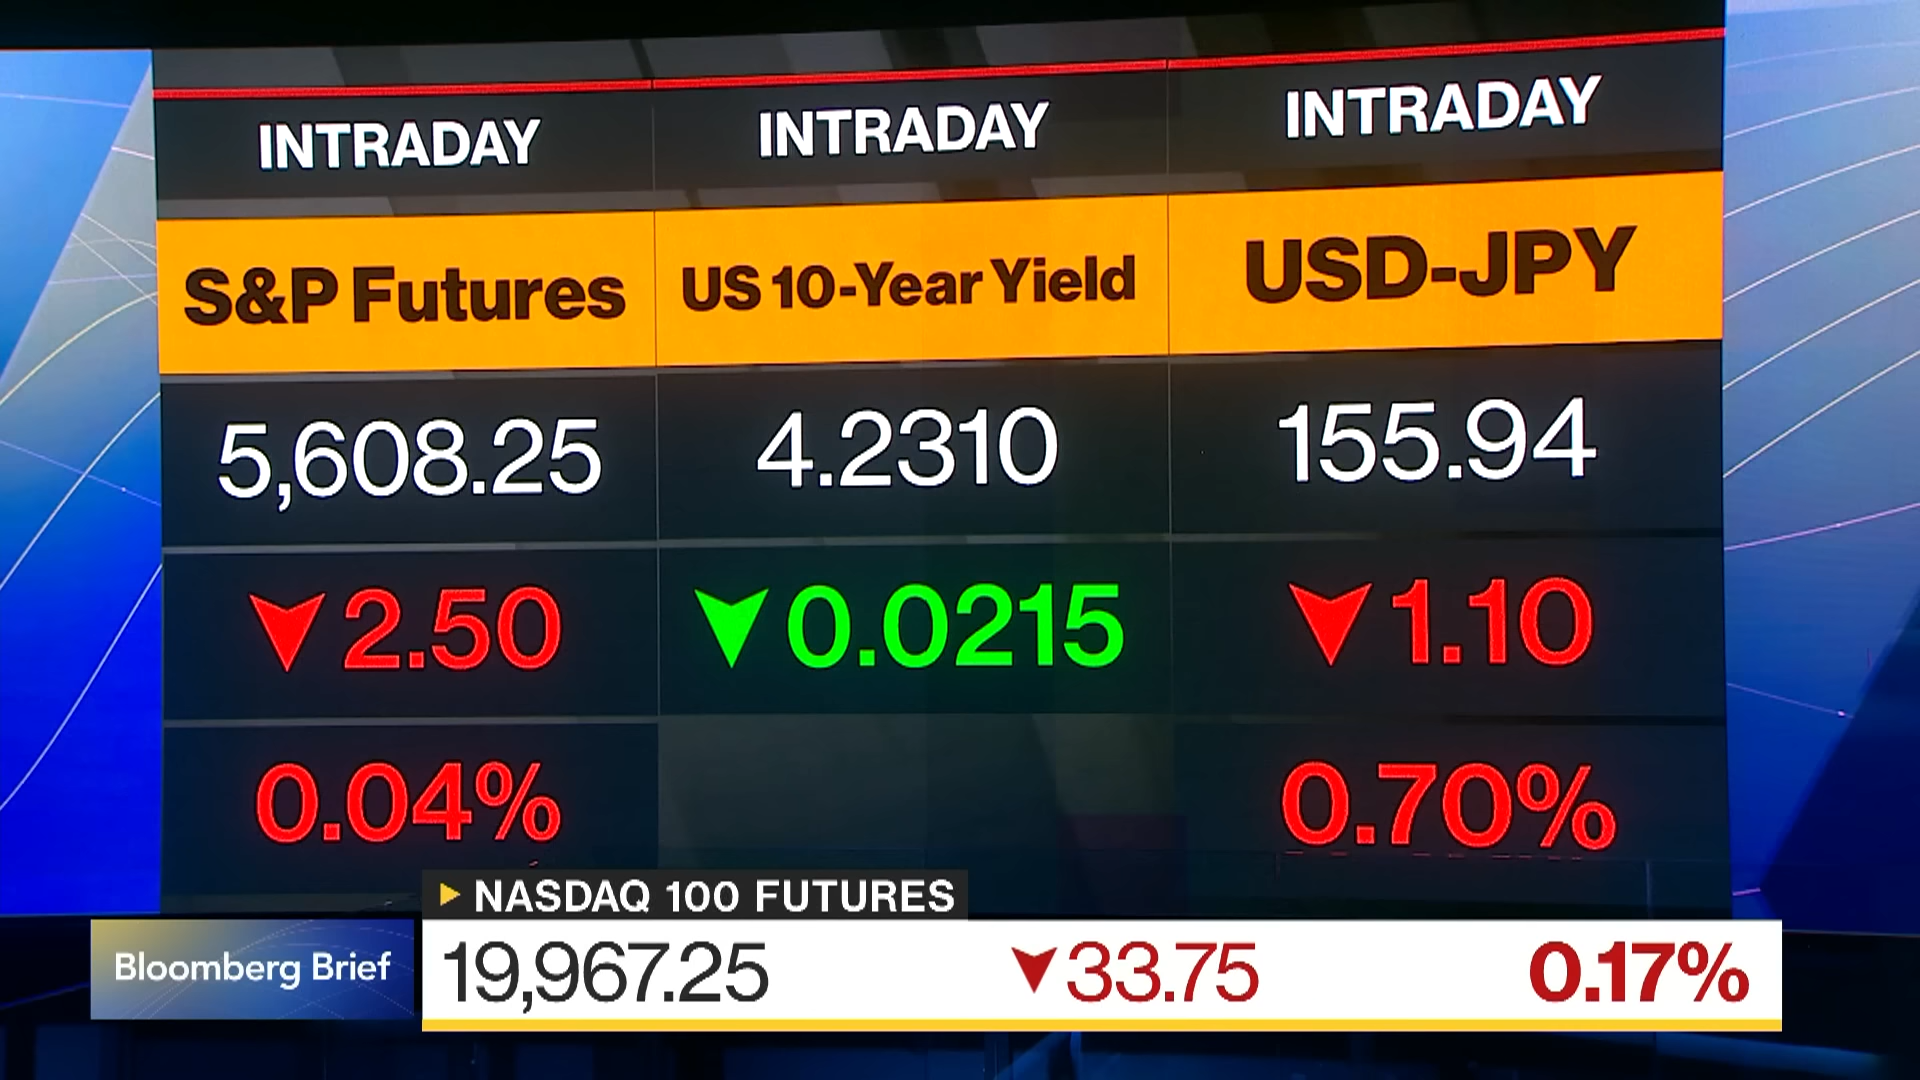 INTRADAY INTRADAY INTRADAY
S&P Futures US 10-Year Yield USD-JPY
5,608.25 4.2310 155.94
▼2.50 ▼0.0215 ▼1.10
0.04% 0.70%
NASDAQ 100 FUTURES
Bloomberg Brief 19,967.25 ▼33.75 0.17%